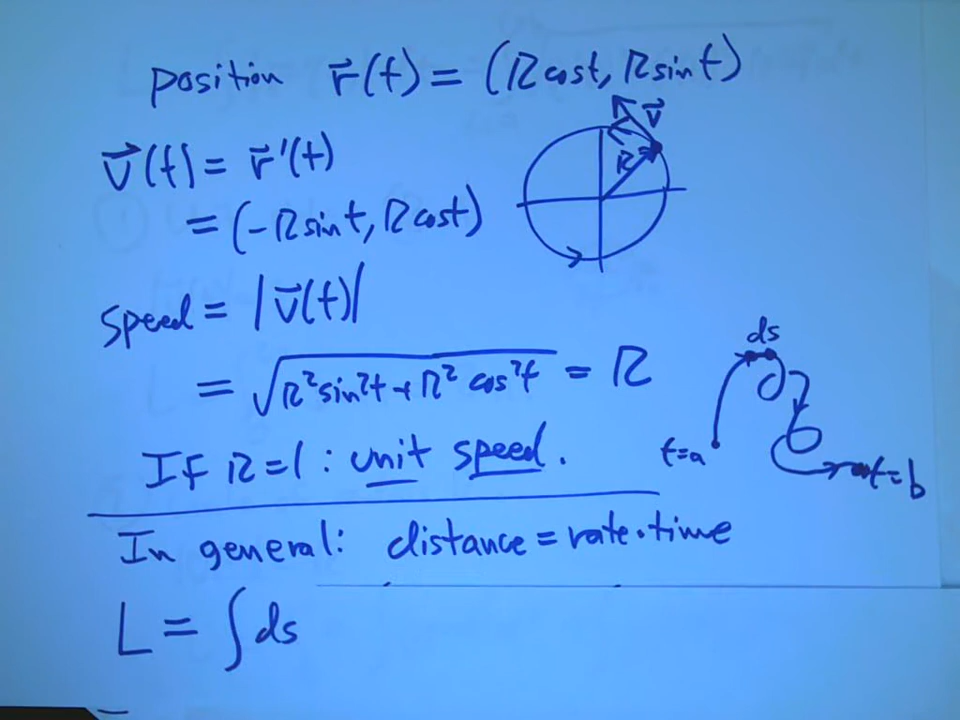 position r⃗(t) = (R cos t, R sin t)
v⃗(t) = r⃗'(t)
= (-R sin t, R cos t)
v⃗
R
speed = |v⃗(t)|
= √(R² sin² t + R² cos² t) = R
ds
t=a
t=b
If R=1: unit speed.
In general: distance = rate · time
L = ∫ ds